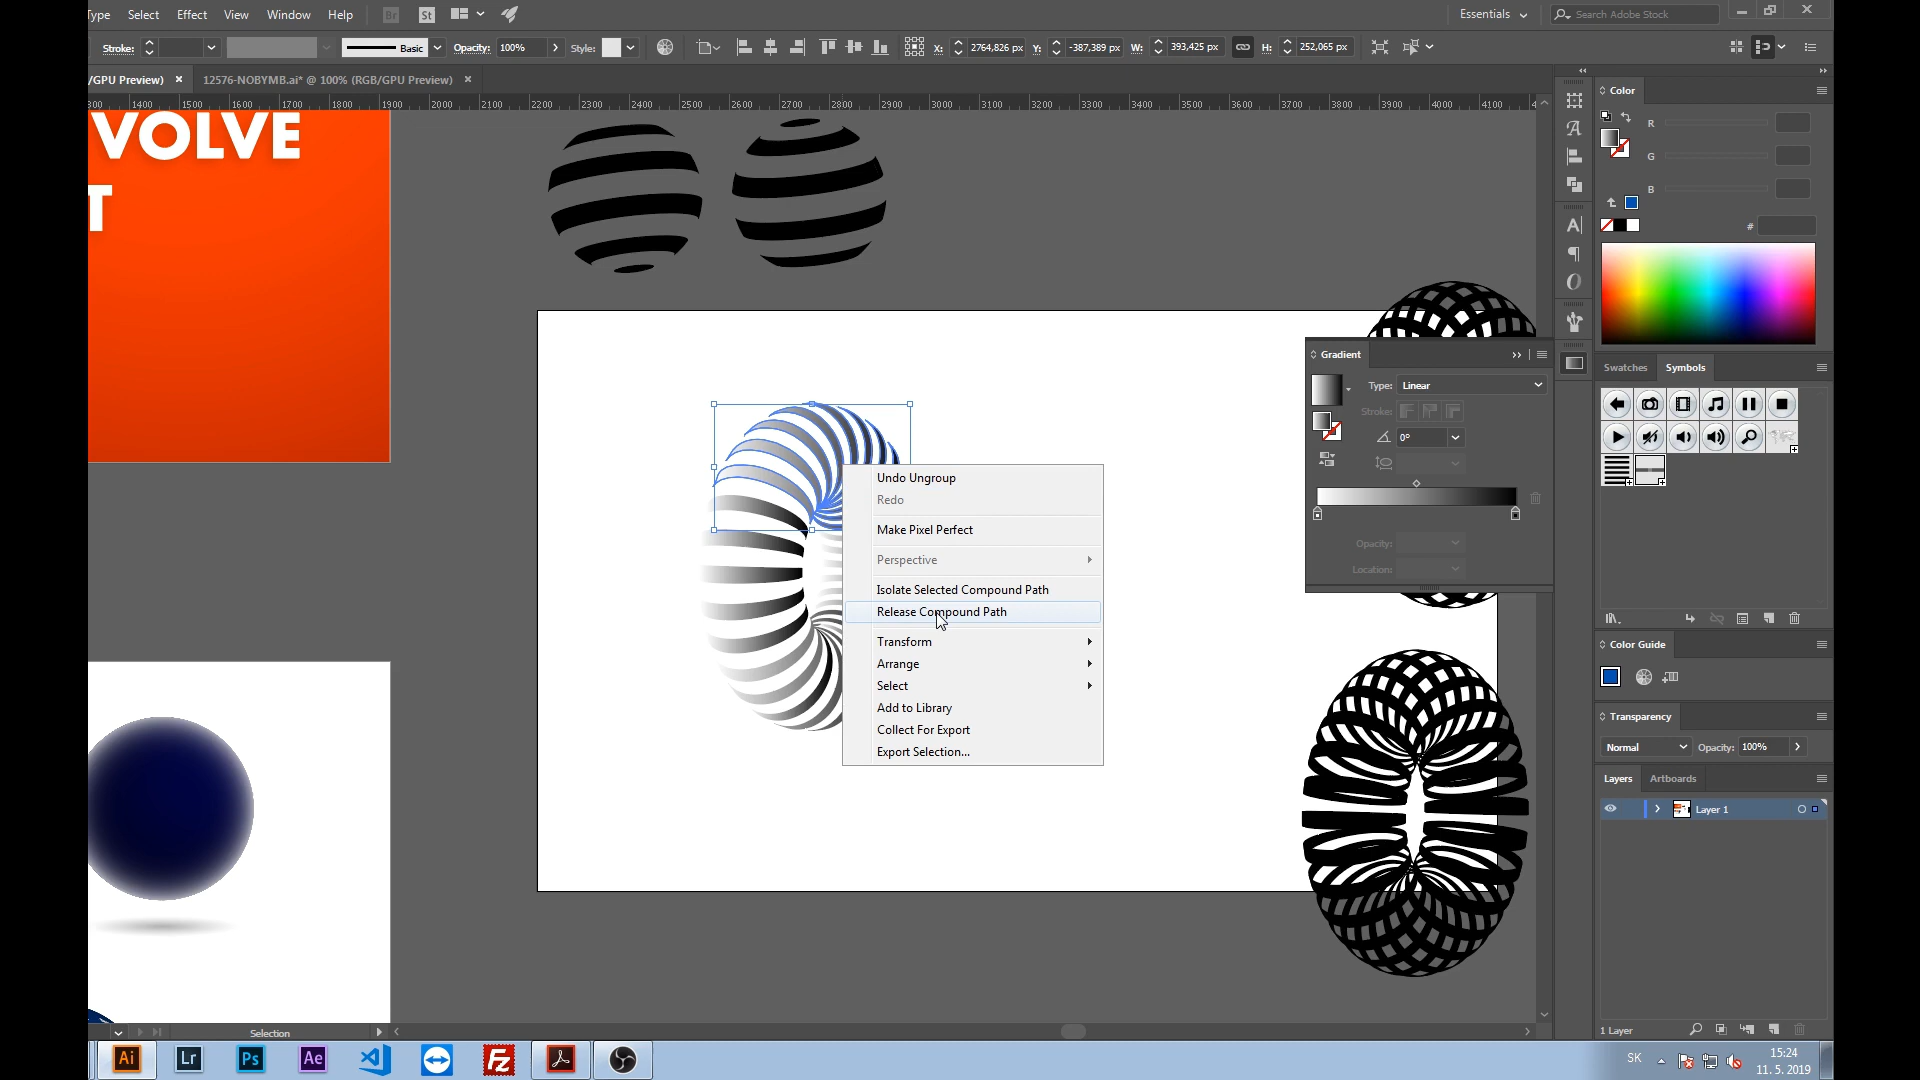 Type Select Effect View Window Help Br St Essentials Search Adobe Stock
Stroke: Basic Opacity: 100% Style: X: 2764,826 px Y: -387,389 px W: 393,425 px H: 252,065 px
/GPU Preview) × 12576-NOBYMB.ai* @ 100% (RGB/GPU Preview) ×
1300 1400 1500 1600 1700 1800 1900 2000 2100 2200 2300 2400 2500 2600 2700 2800 2900 3000 3100 3200 3300 3400 3500 3600 3700 3800 3900 4000 4100
VOLVE
T
Undo Ungroup
Redo
Make Pixel Perfect
Perspective
Isolate Selected Compound Path
Release Compound Path
Transform
Arrange
Select
Add to Library
Collect For Export
Export Selection...
Gradient
Type: Linear
Stroke:
0°
Opacity:
Location:
Color
R
G
B
#
Swatches Symbols
Color Guide
Transparency
Normal Opacity: 100%
Layers Artboards
Layer 1
1 Layer
Selection
Ai Lr Ps Ae Fz
SK
15:24
11. 5. 2019